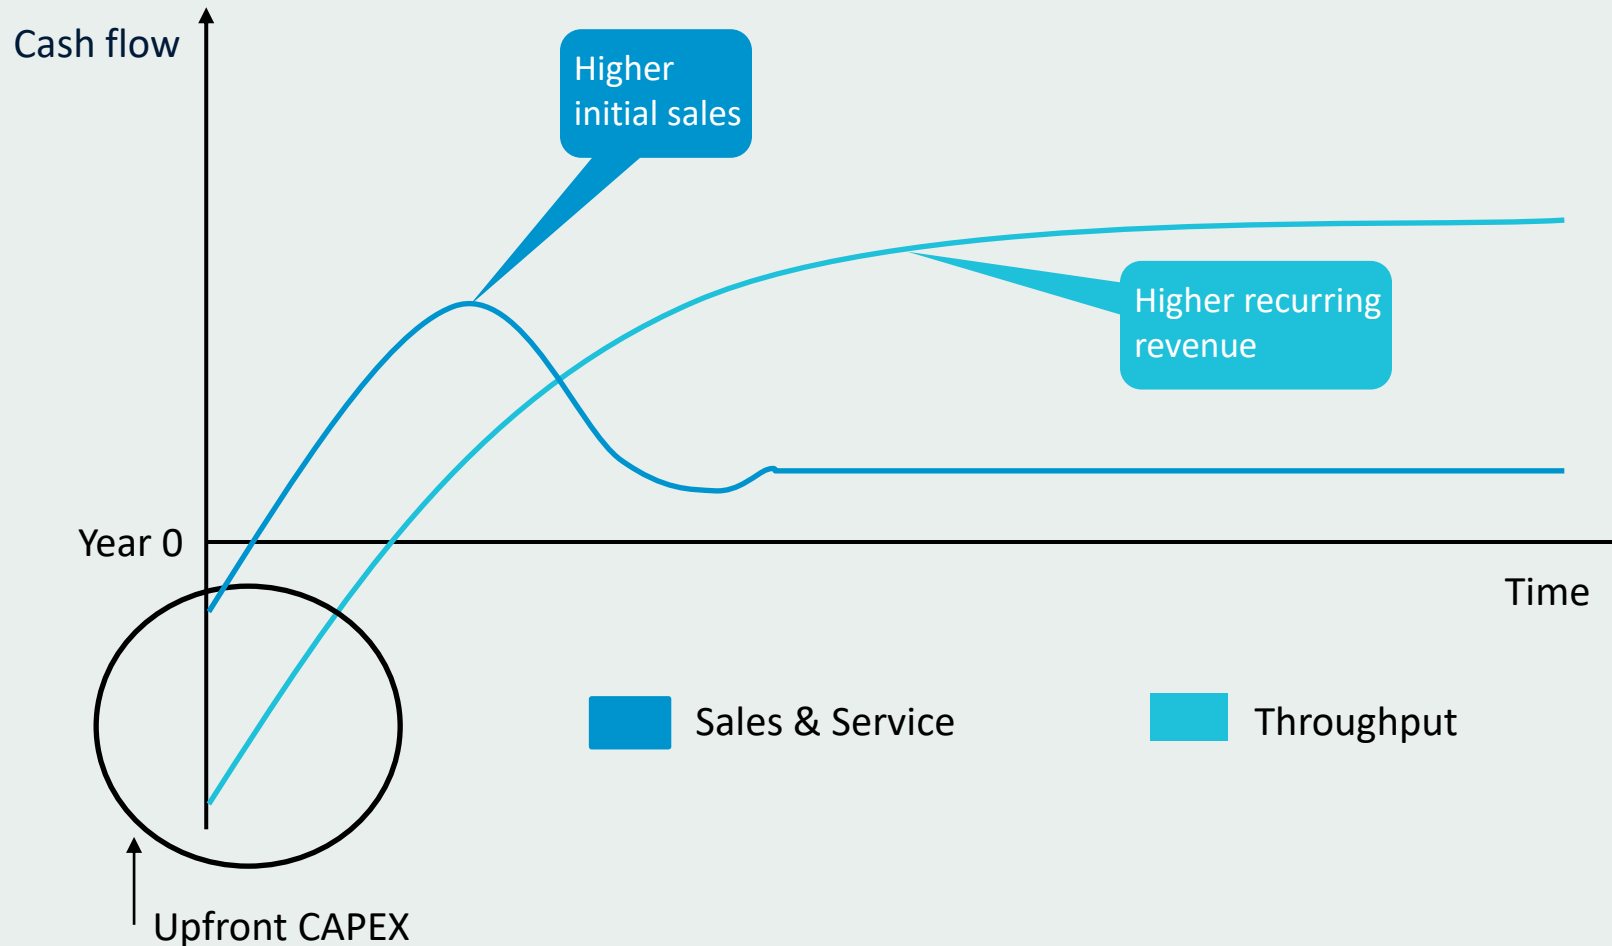 Cash flow
Higher
initial sales
Higher recurring
revenue
Year 0
Time
Sales & Service
Throughput
Upfront CAPEX